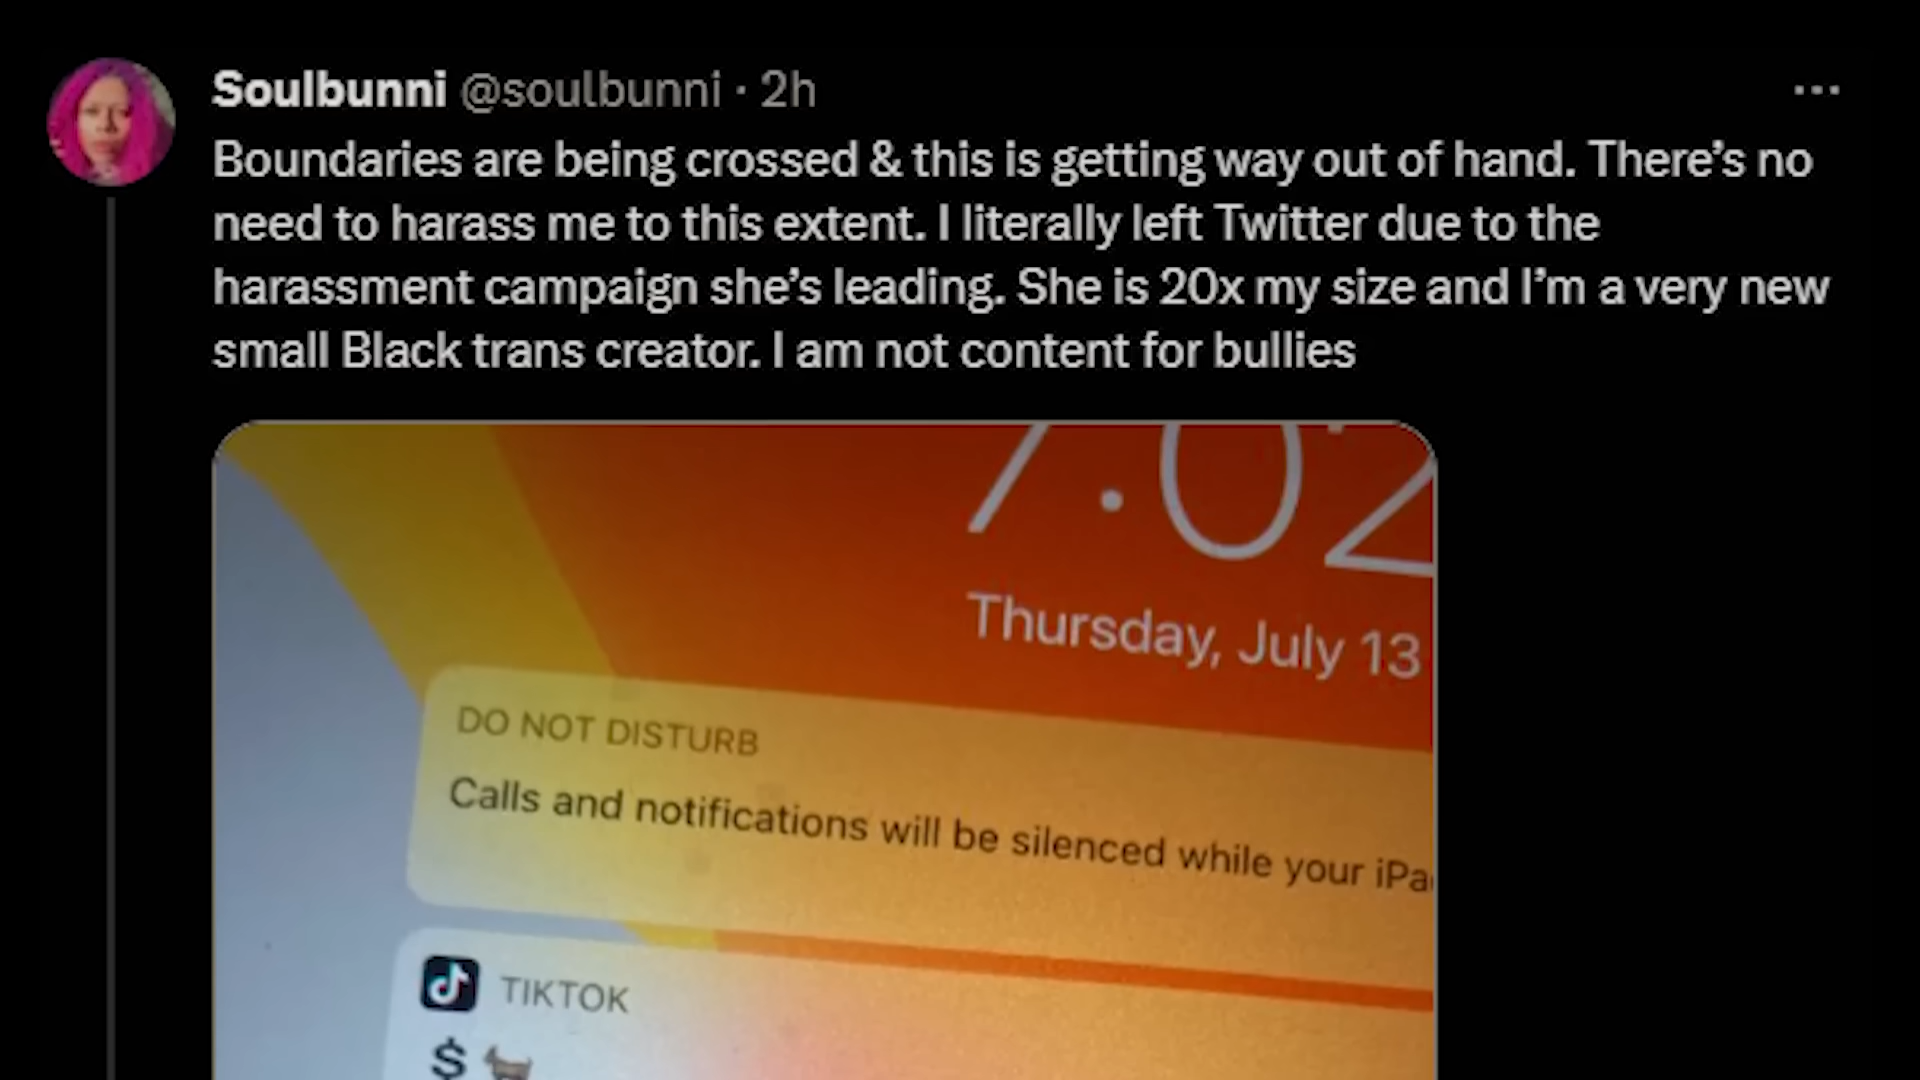 Soulbunni @soulbunni · 2h
Boundaries are being crossed & this is getting way out of hand. There's no
need to harass me to this extent. I literally left Twitter due to the
harassment campaign she's leading. She is 20x my size and I'm a very new
small Black trans creator. I am not content for bullies
7:02
Thursday, July 13
DO NOT DISTURB
Calls and notifications will be silenced while your
TIKTOK
$